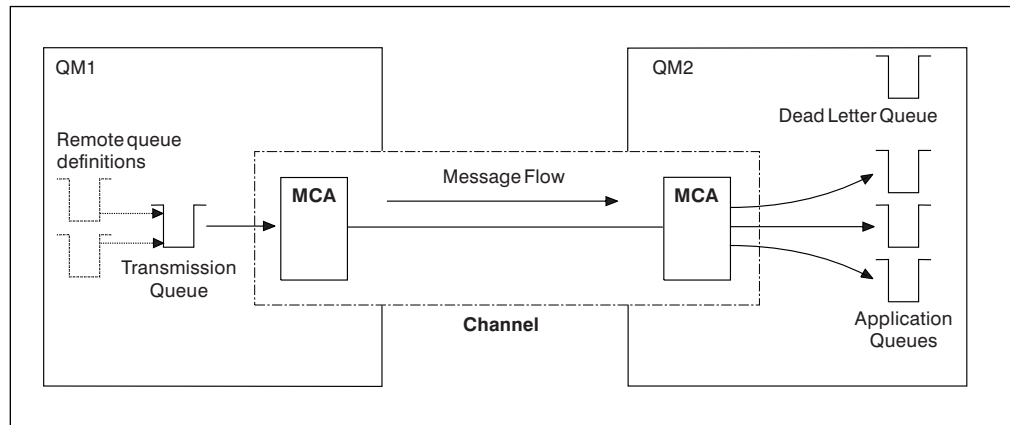 QM1
QM2
Dead Letter Queue
Remote queue
definitions
MCA
Message Flow
MCA
Transmission
Queue
Channel
Application
Queues